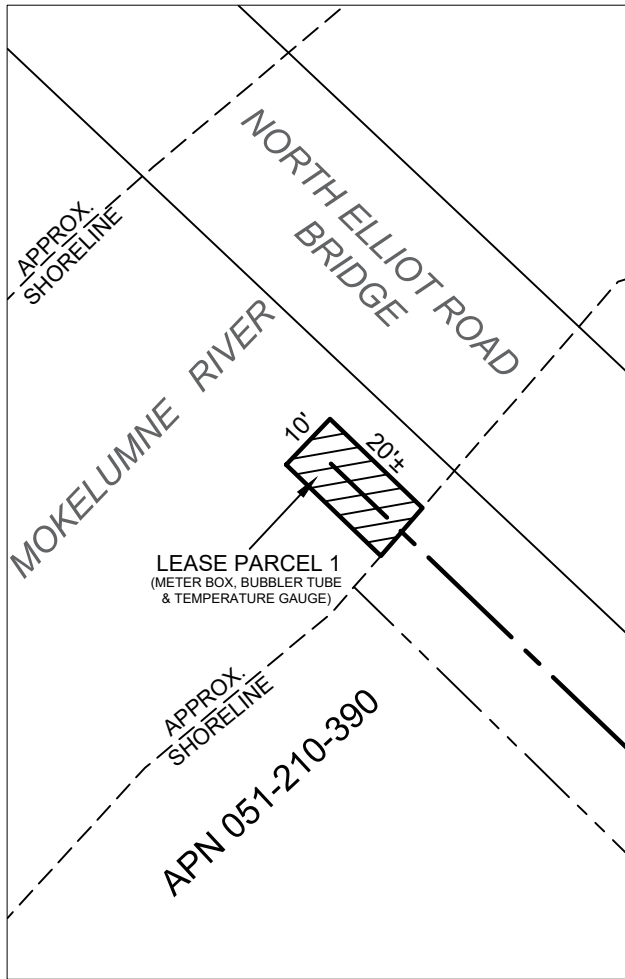 NORTH ELLIOT ROAD
BRIDGE
APPROX.
SHORELINE
MOKELUMNE RIVER
10'
20'±
LEASE PARCEL 1
(METER BOX, BUBBLER TUBE
& TEMPERATURE GAUGE)
APPROX.
SHORELINE
APN 051-210-390